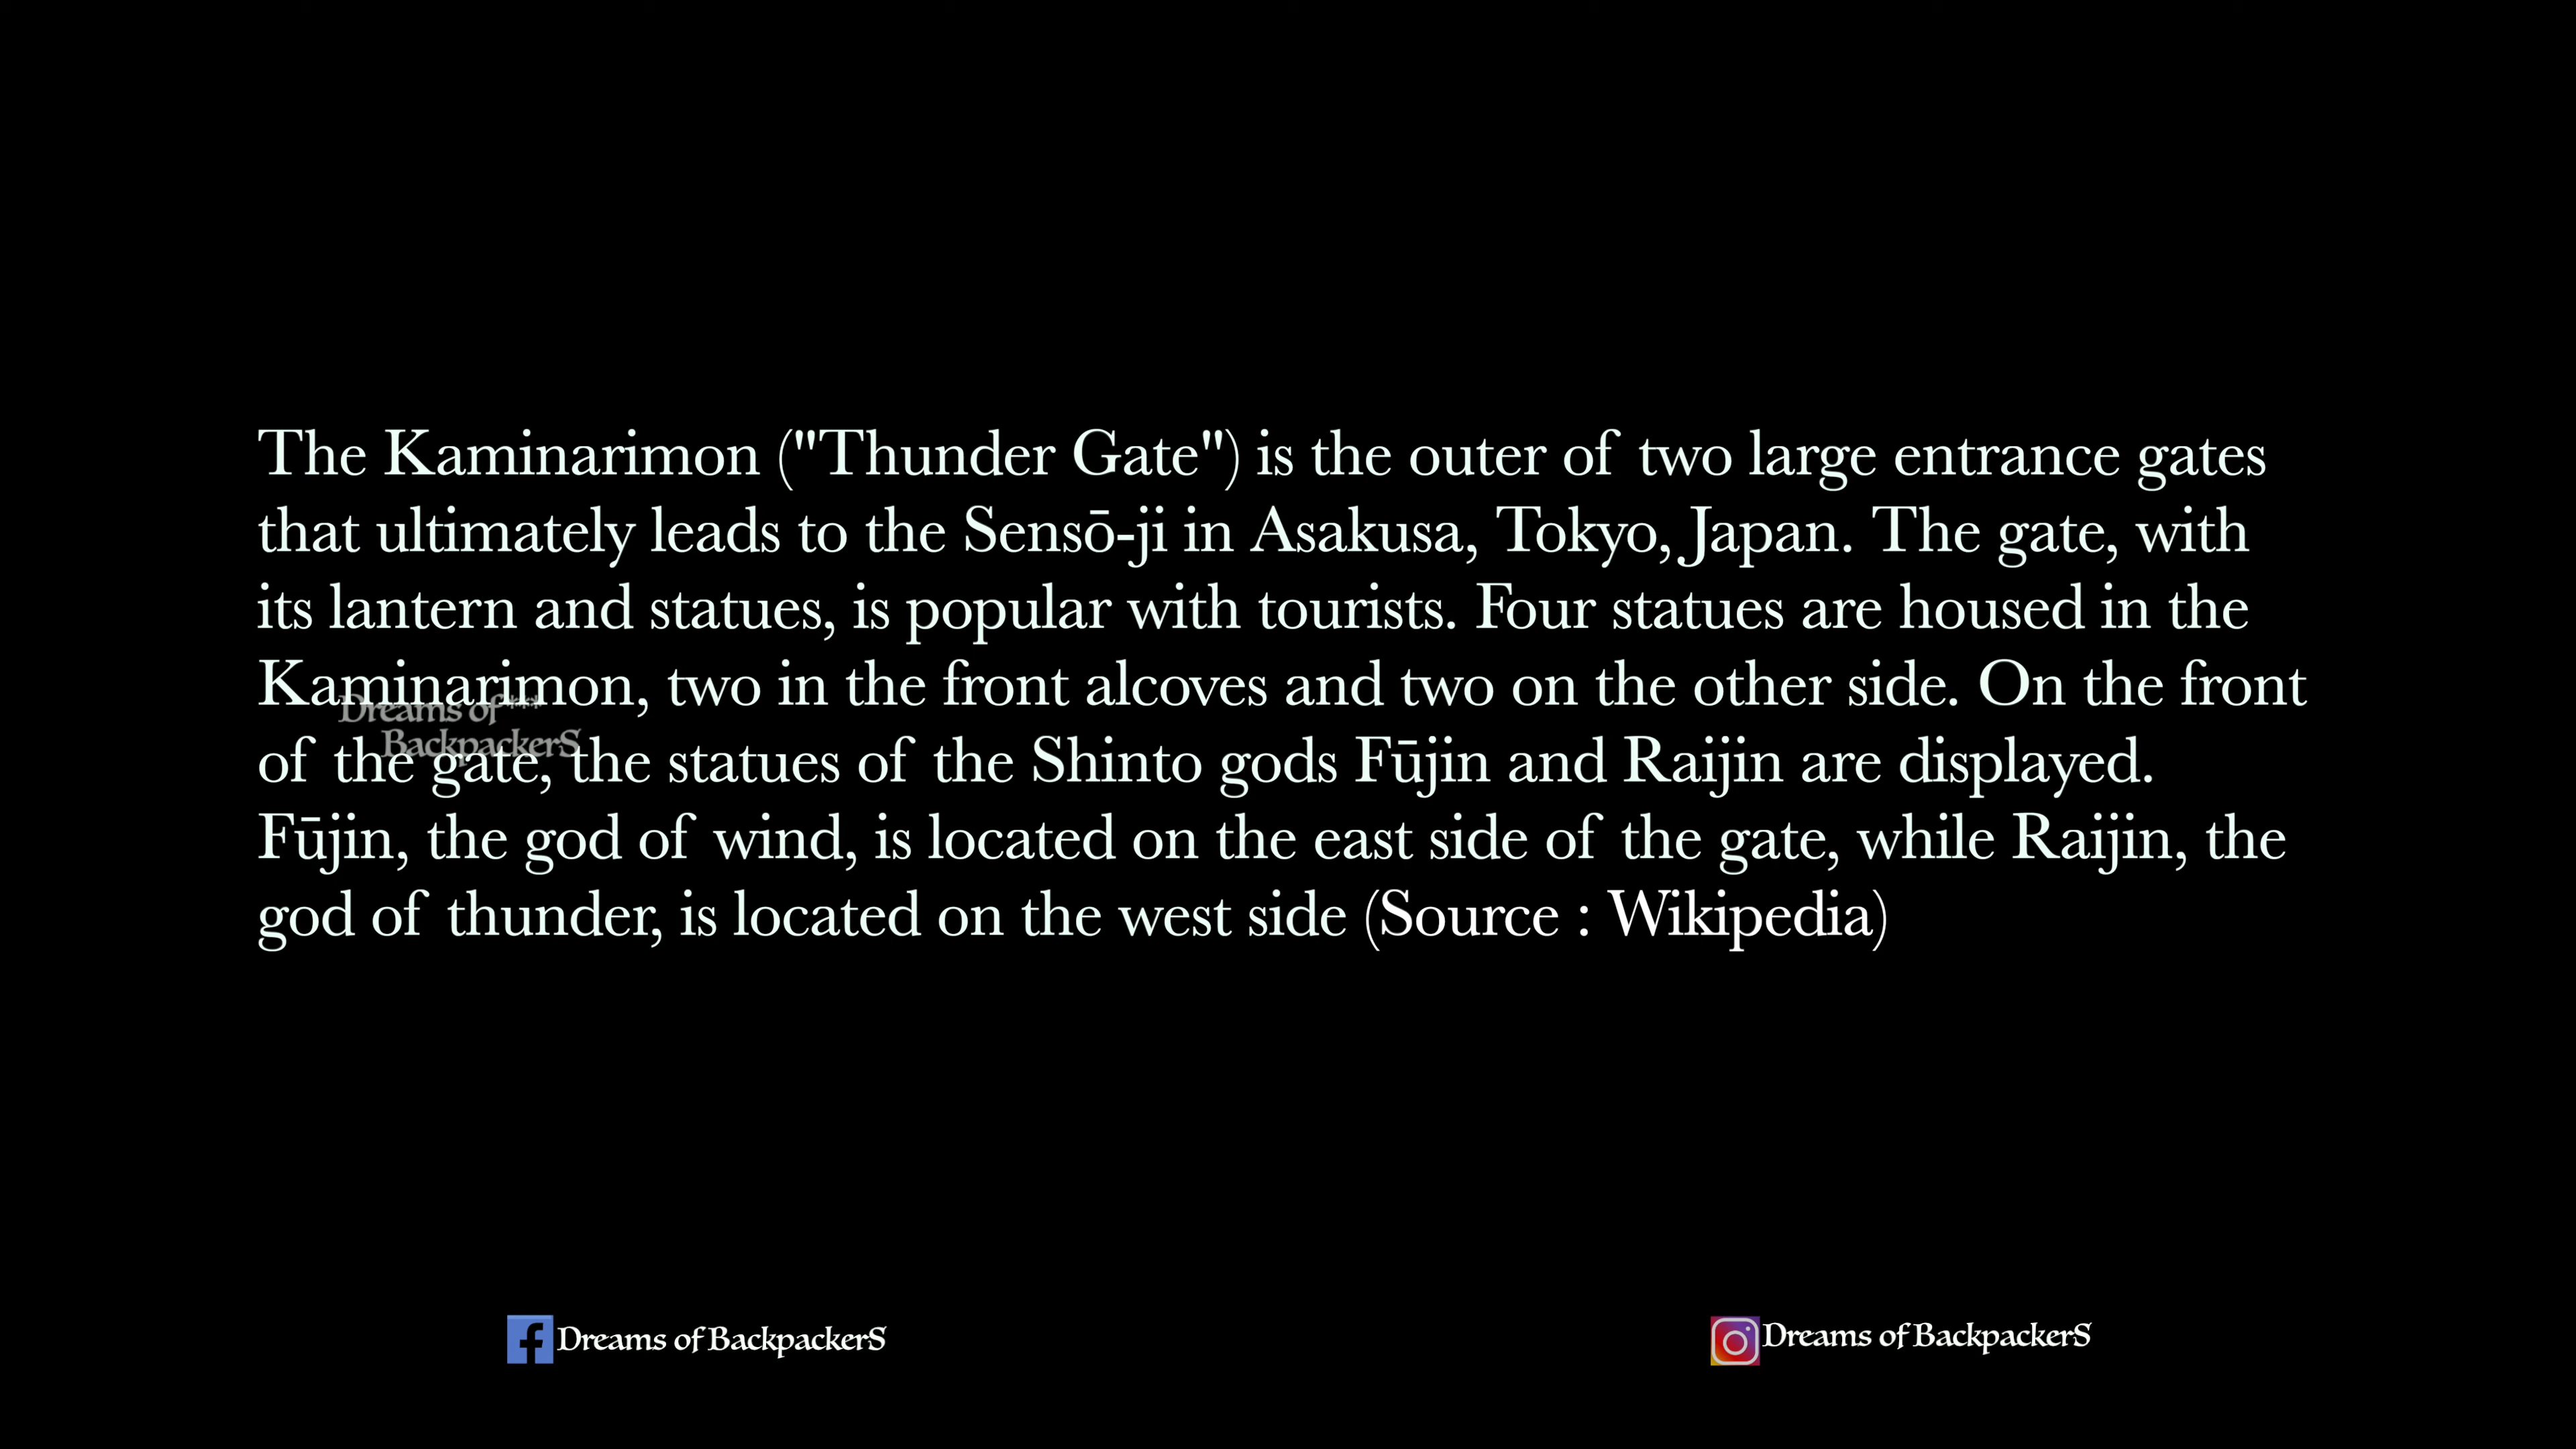 The Kaminarimon ("Thunder Gate") is the outer of two large entrance gates
that ultimately leads to the Sensō-ji in Asakusa, Tokyo, Japan. The gate, with
its lantern and statues, is popular with tourists. Four statues are housed in the
Kaminarimon, two in the front alcoves and two on the other side. On the front
Dreams of***
BackpackerS
of the gate, the statues of the Shinto gods Fūjin and Raijin are displayed.
Fūjin, the god of wind, is located on the east side of the gate, while Raijin, the
god of thunder, is located on the west side (Source : Wikipedia)
Dreams of BackpackerS
Dreams of BackpackerS